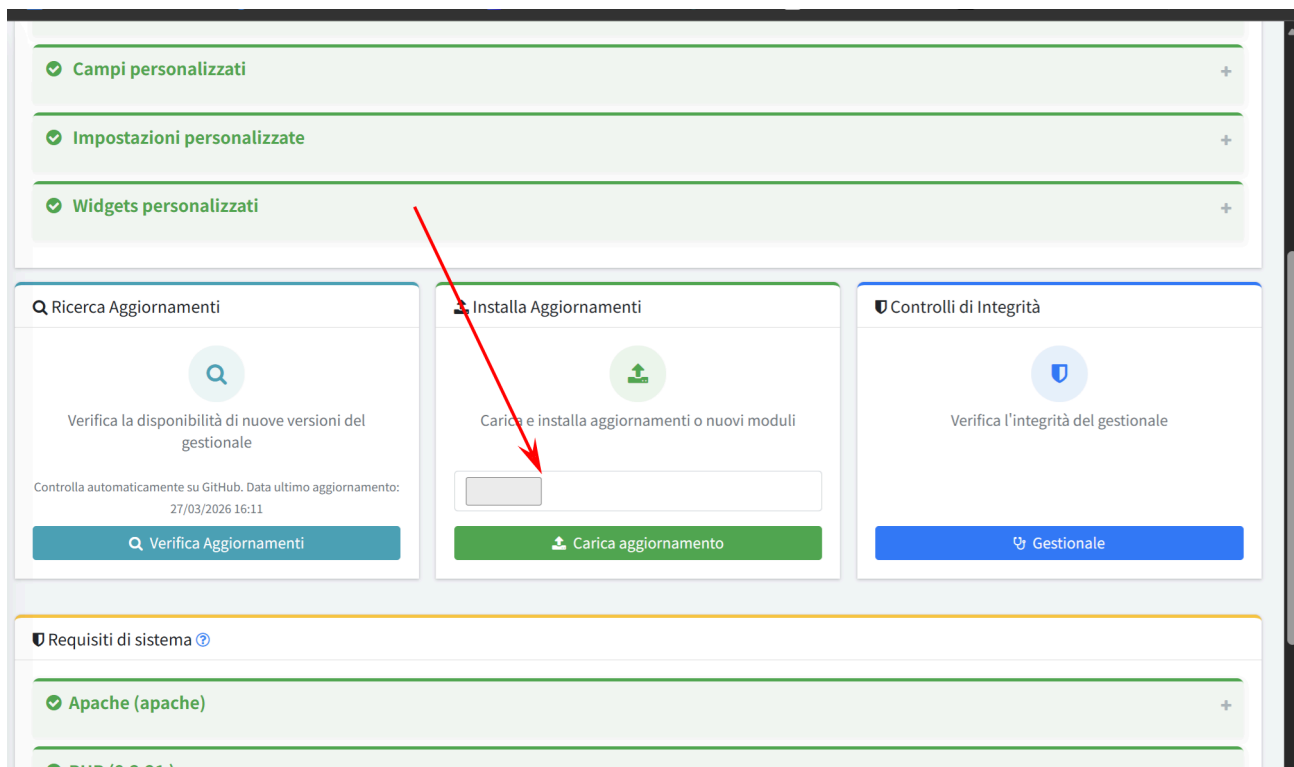 Campi personalizzati
Impostazioni personalizzate
Widgets personalizzati
Ricerca Aggiornamenti
Verifica la disponibilità di nuove versioni del
gestionale
Controlla automaticamente su GitHub. Data ultimo aggiornamento:
27/03/2026 16:11
Verifica Aggiornamenti
Installa Aggiornamenti
Carica e installa aggiornamenti o nuovi moduli
Carica aggiornamento
Controlli di Integrità
Verifica l'integrità del gestionale
Gestionale
Requisiti di sistema
Apache (apache)